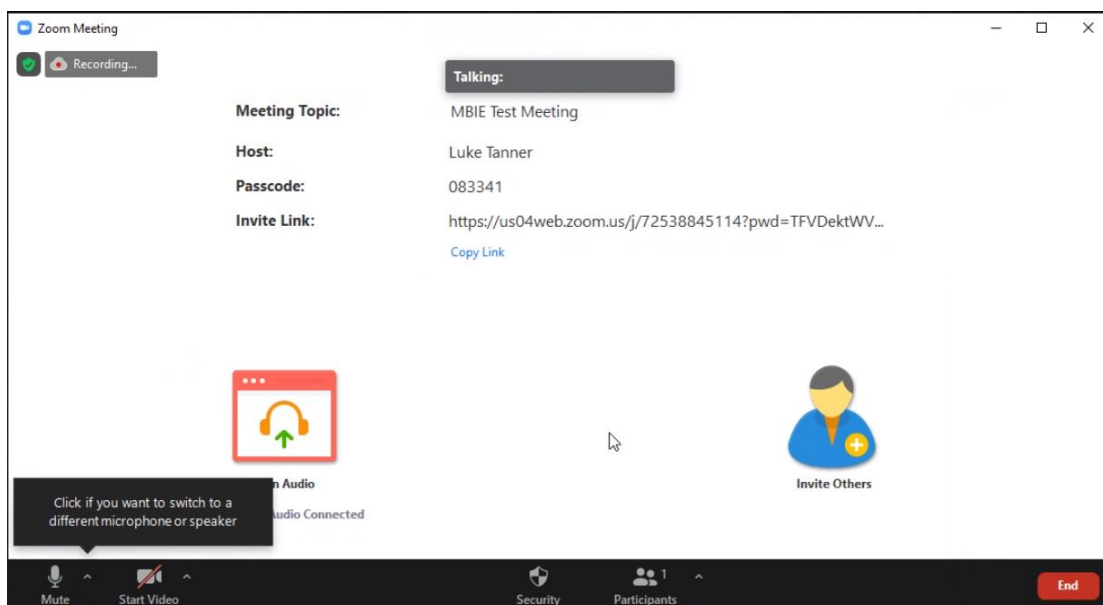 Zoom Meeting
Recording...
Talking:
Meeting Topic: MBIE Test Meeting
Host: Luke Tanner
Passcode: 083341
Invite Link: https://us04web.zoom.us/j/72538845114?pwd=TFVDektWV...
Copy Link
n Audio
Invite Others
Click if you want to switch to a
different microphone or speaker
Audio Connected
Mute
Start Video
Security
1
Participants
End